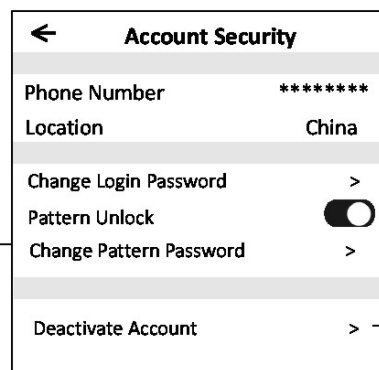 ← Account Security
Phone Number ********
Location China
Change Login Password >
Pattern Unlock
Change Pattern Password >
Deactivate Account >